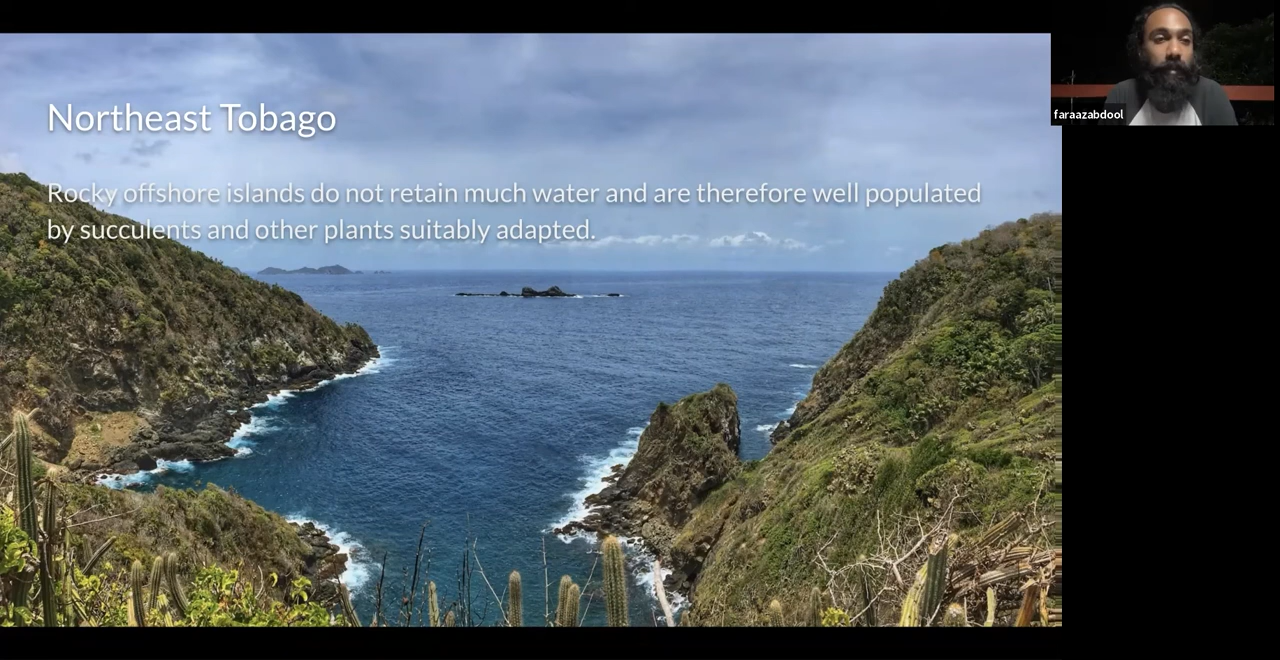 Northeast Tobago
Rocky offshore islands do not retain much water and are therefore well populated
by succulents and other plants suitably adapted.
faraazabdool